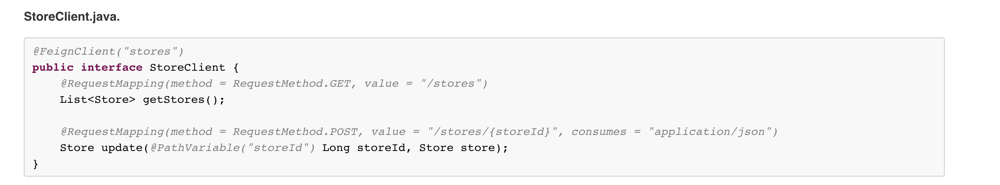 StoreClient.java.
@FeignClient("stores")
public interface StoreClient {
    @RequestMapping(method = RequestMethod.GET, value = "/stores")
    List<Store> getStores();

    @RequestMapping(method = RequestMethod.POST, value = "/stores/{storeId}", consumes = "application/json")
    Store update(@PathVariable("storeId") Long storeId, Store store);
}